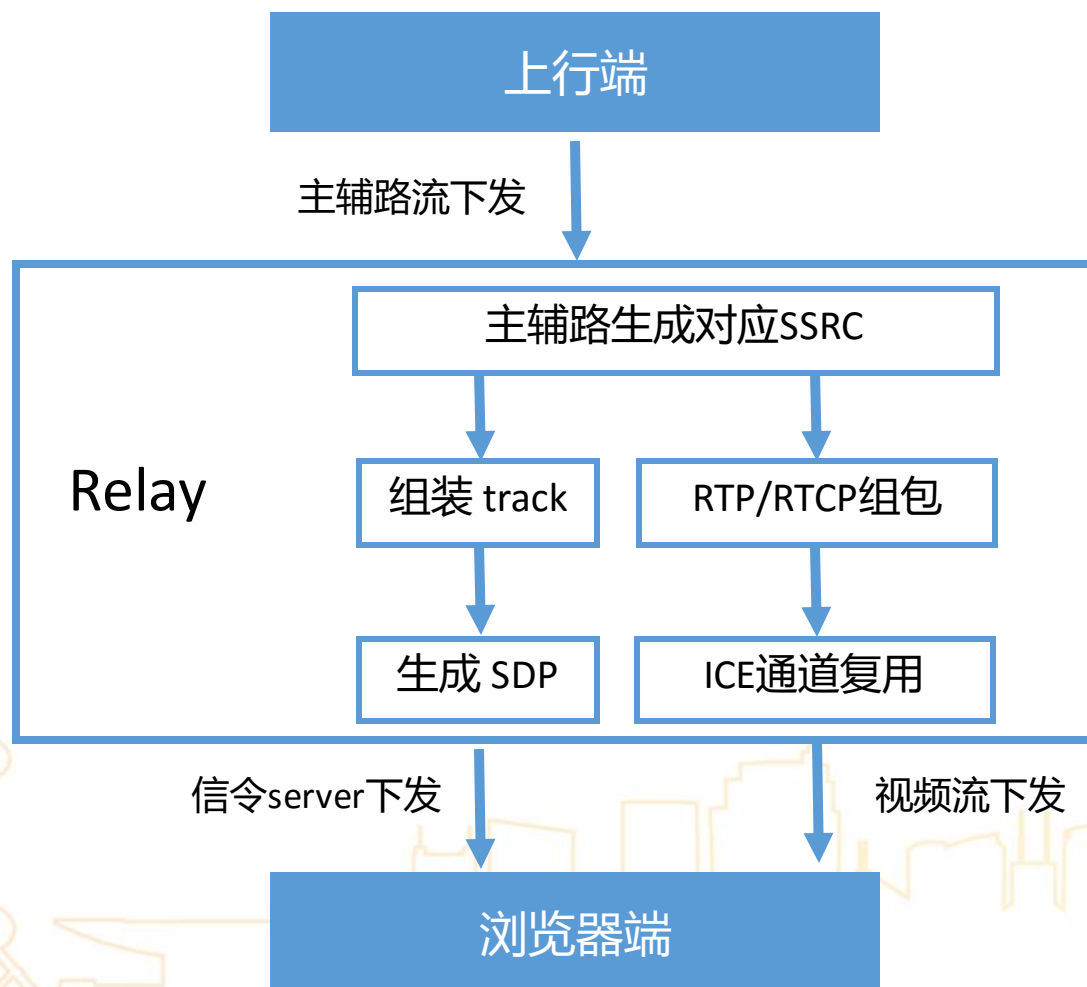 上行端
主辅路流下发
主辅路生成对应SSRC
Relay
组装 track
RTP/RTCP组包
生成 SDP
ICE通道复用
信令server下发
视频流下发
浏览器端